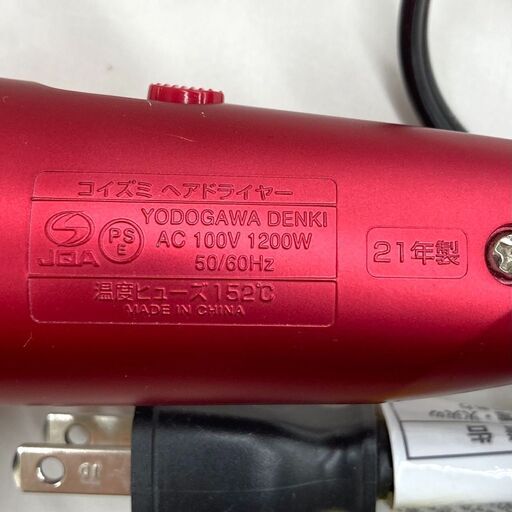 コイズミ ヘアドライヤー
JQA
PS
E
YODOGAWA DENKI
AC 100V 1200W
50/60Hz
温度ヒューズ152℃
MADE IN CHINA
21年製